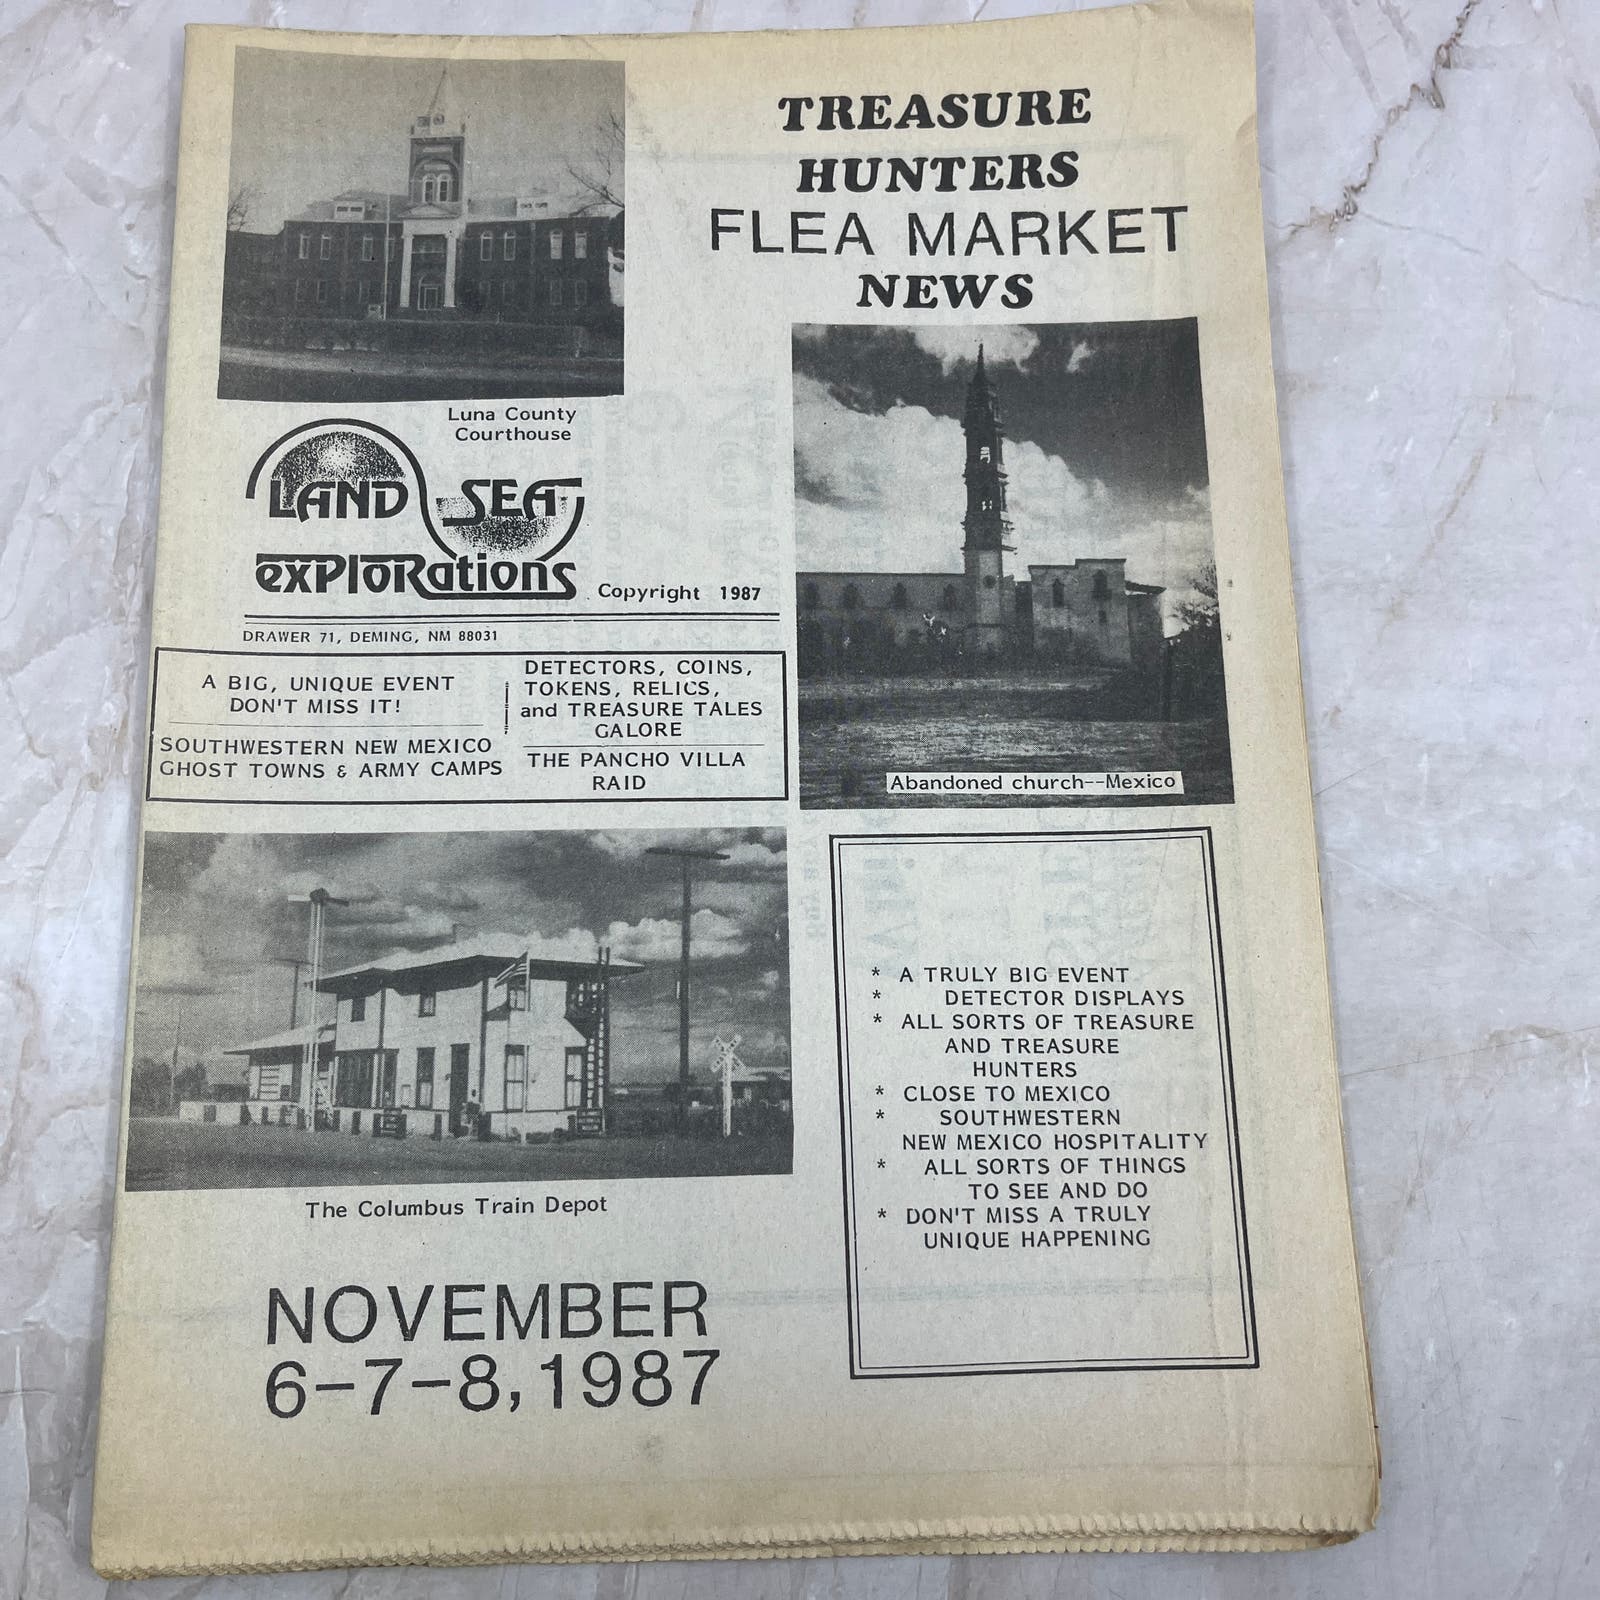 TREASURE
HUNTERS
FLEA MARKET
NEWS
Luna County
Courthouse
LAND SEA
exPloRations
Copyright 1987
DRAWER 71, DEMING, NM 88031
A BIG, UNIQUE EVENT
DON'T MISS IT!
SOUTHWESTERN NEW MEXICO
GHOST TOWNS & ARMY CAMPS
DETECTORS, COINS,
TOKENS, RELICS,
and TREASURE TALES
GALORE
THE PANCHO VILLA
RAID
Abandoned church--Mexico
The Columbus Train Depot
* A TRULY BIG EVENT
* DETECTOR DISPLAYS
* ALL SORTS OF TREASURE
AND TREASURE
HUNTERS
* CLOSE TO MEXICO
* SOUTHWESTERN
NEW MEXICO HOSPITALITY
* ALL SORTS OF THINGS
TO SEE AND DO
* DON'T MISS A TRULY
UNIQUE HAPPENING
NOVEMBER
6-7-8, 1987